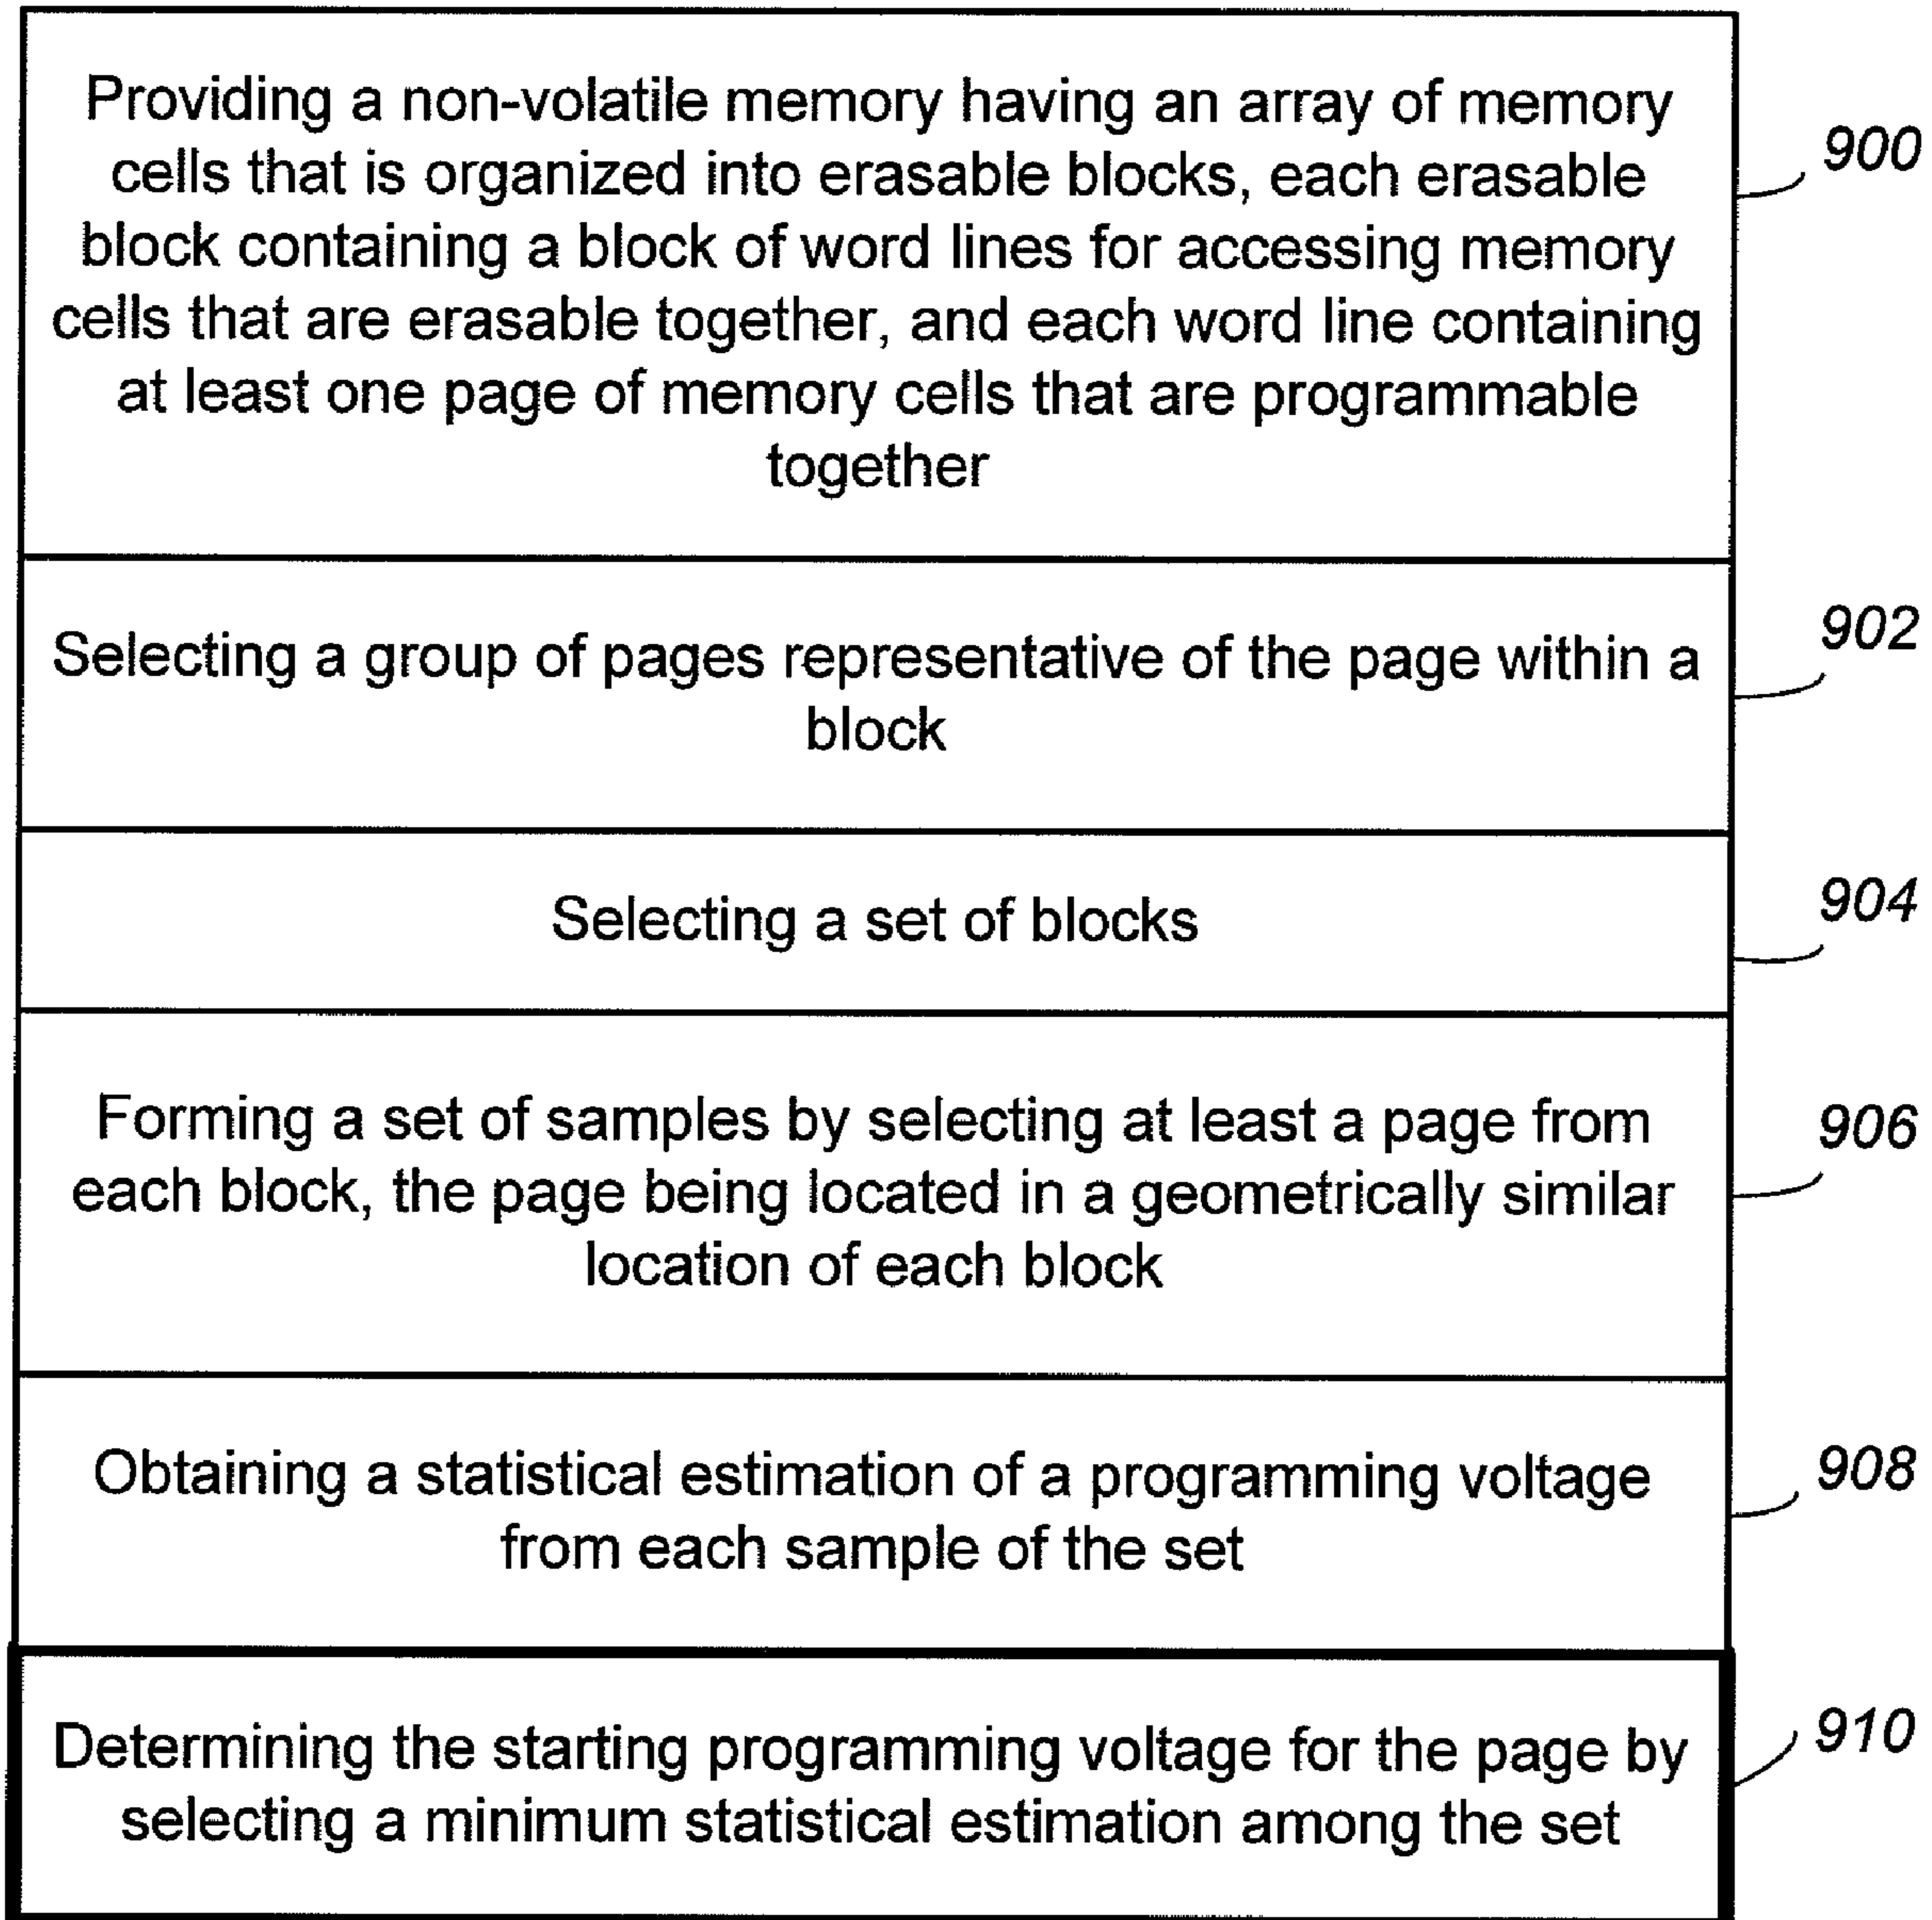 Providing a non-volatile memory having an array of memory
cells that is organized into erasable blocks, each erasable
block containing a block of word lines for accessing memory
cells that are erasable together, and each word line containing
at least one page of memory cells that are programmable
together
900
Selecting a group of pages representative of the page within a
block
902
Selecting a set of blocks
904
Forming a set of samples by selecting at least a page from
each block, the page being located in a geometrically similar
location of each block
906
Obtaining a statistical estimation of a programming voltage
from each sample of the set
908
Determining the starting programming voltage for the page by
selecting a minimum statistical estimation among the set
910